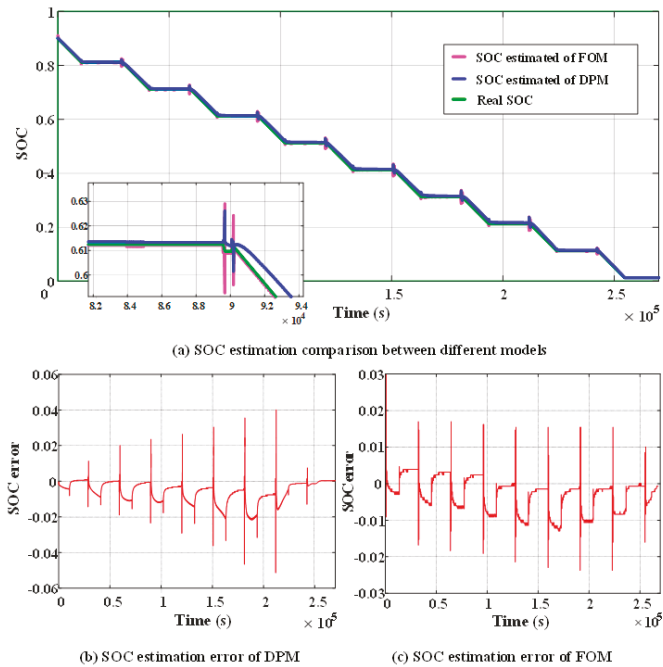 1
0.8
0.6
0.4
0.2
0
0
SOC
SOC estimated of FOM
SOC estimated of DPM
Real SOC
0.63
0.62
0.61
0.6
8.2 8.4 8.6 8.8 9 9.2 9.4
× 10⁴
1.5 2 2.5
× 10⁵
Time (s)
(a) SOC estimation comparison between different models
0.06
0.04
0.02
0
-0.02
-0.04
-0.06
SOC error
0 0.5 1 1.5 2 2.5
× 10⁵
Time (s)
(b) SOC estimation error of DPM
0.03
0.02
0.01
0
-0.01
-0.02
-0.03
SOC error
0 0.5 1 1.5 2 2.5
× 10⁵
Time (s)
(c) SOC estimation error of FOM